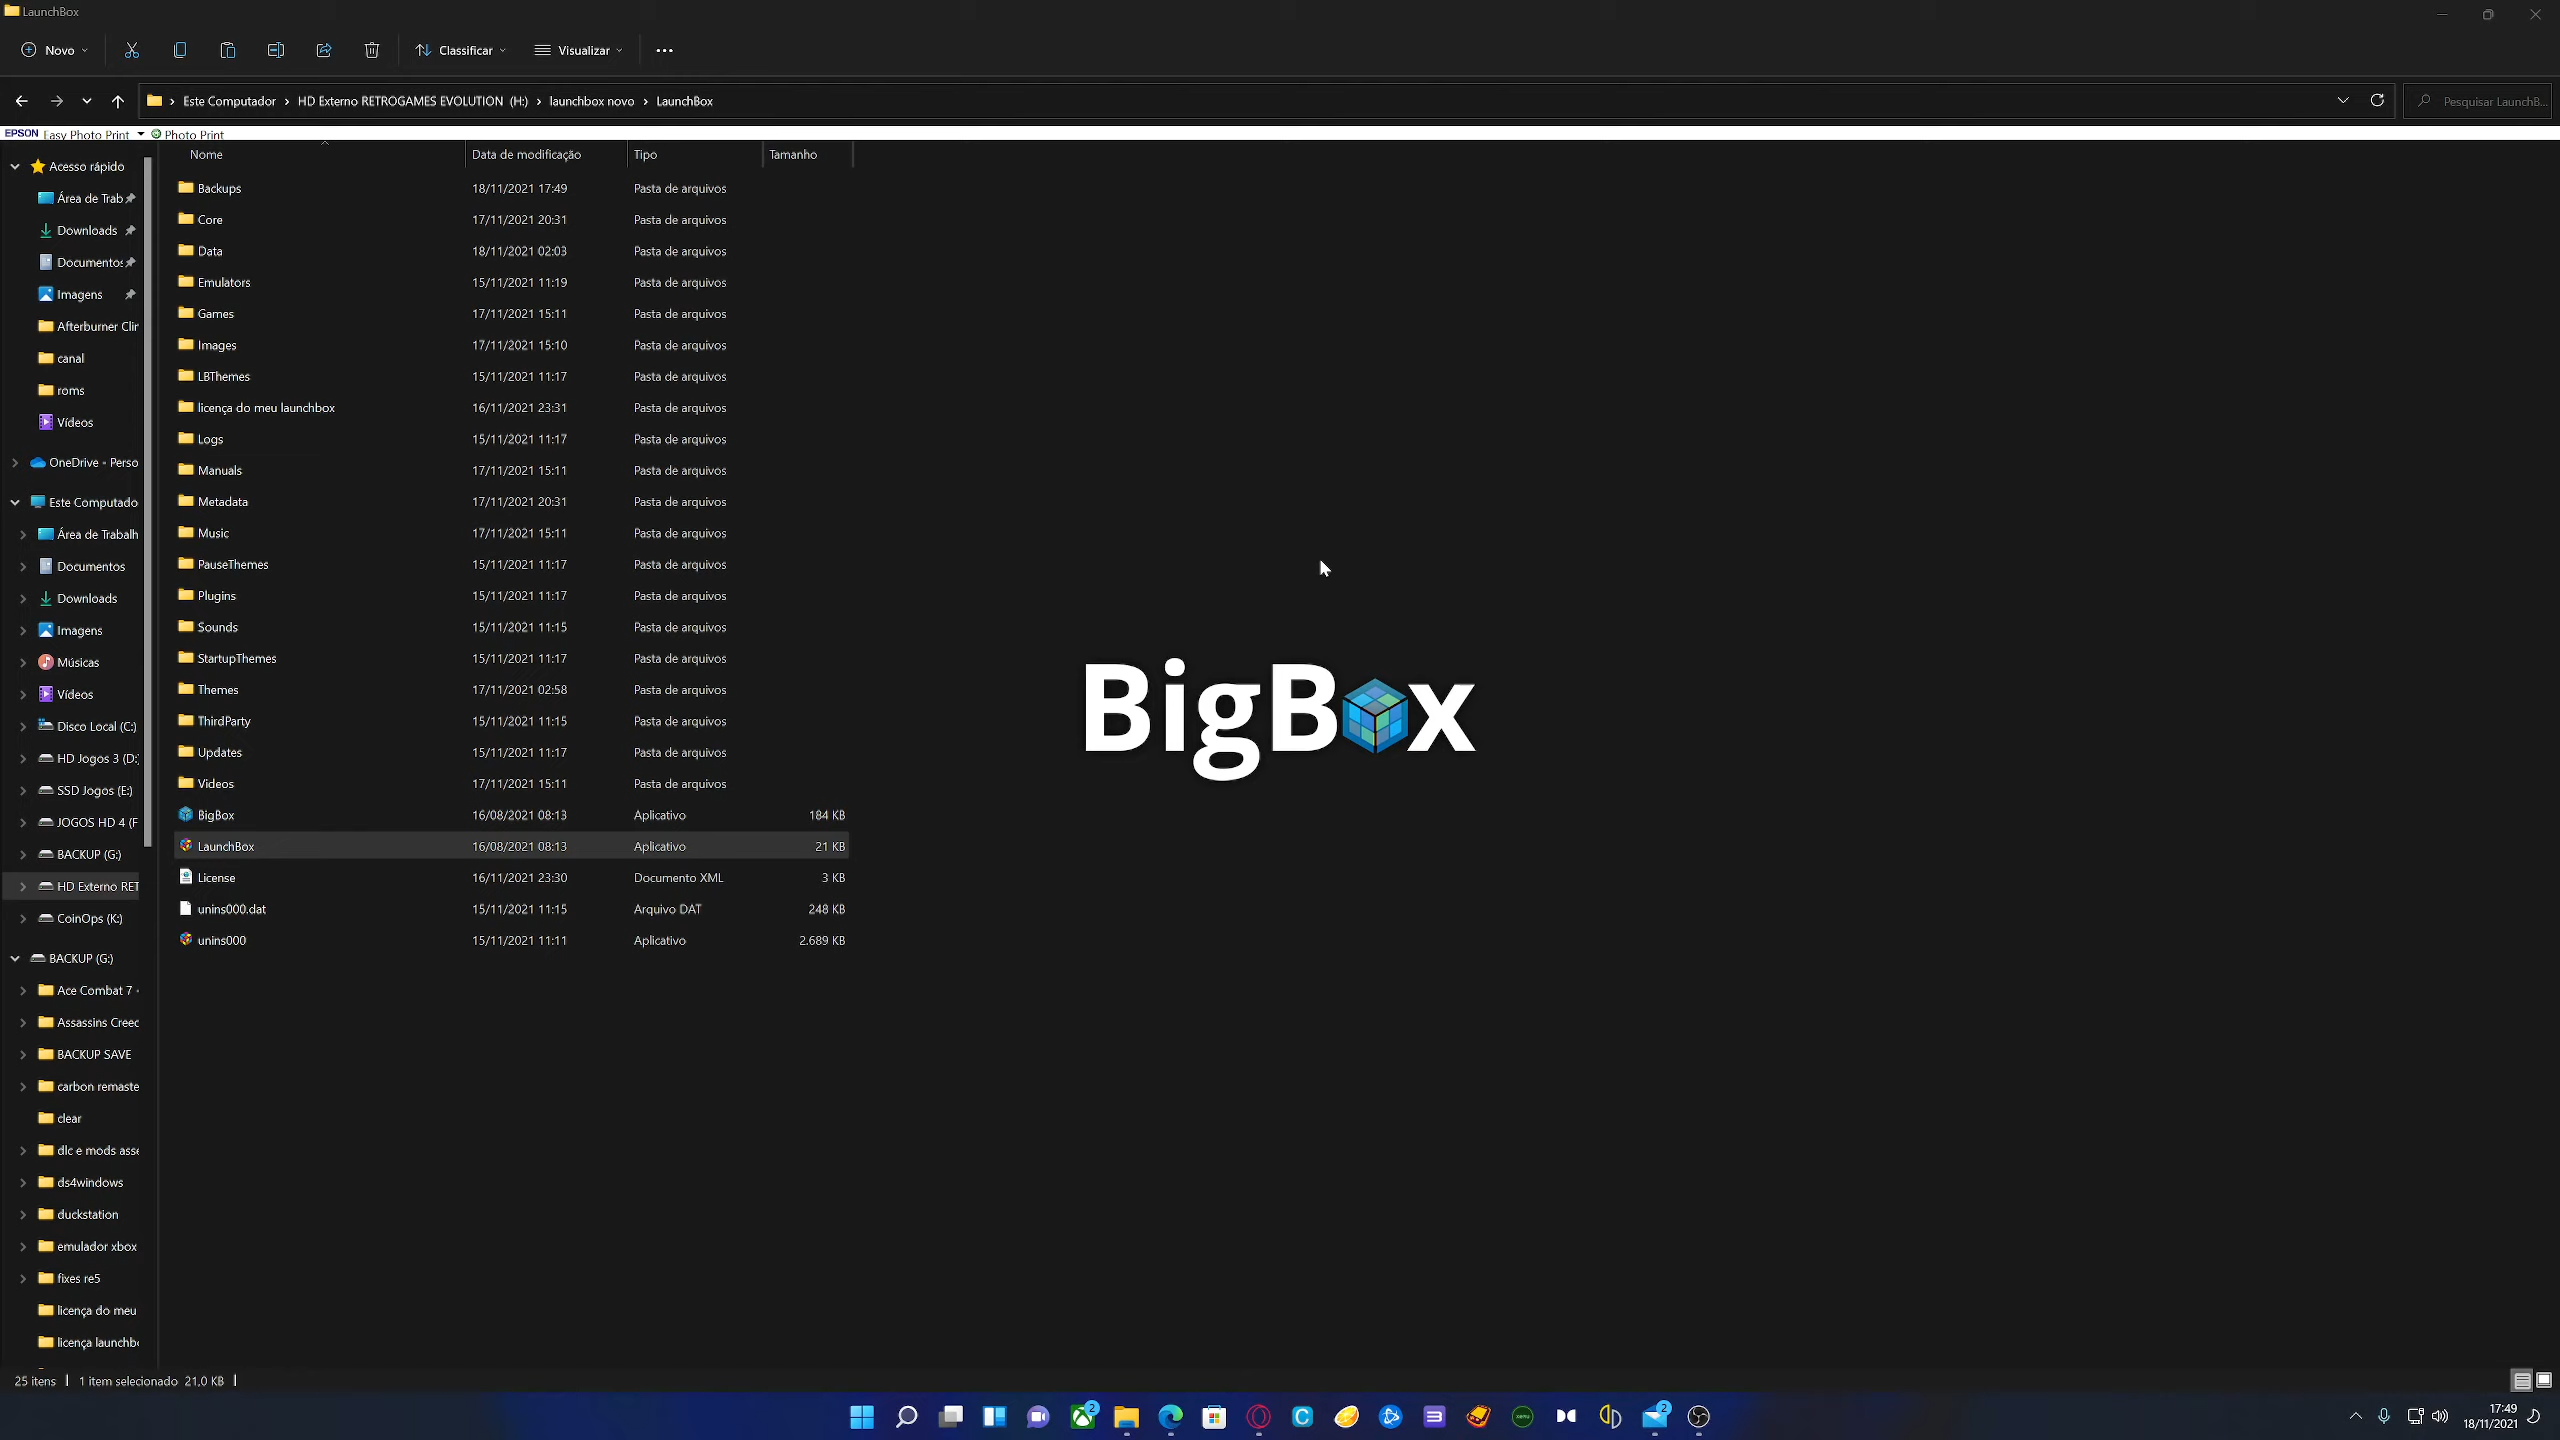 LaunchBox
Novo
Classificar
Visualizar
Este Computador
HD Externo RETROGAMES EVOLUTION (H:)
launchbox novo
LaunchBox
Pesquisar LaunchB...
EPSON Easy Photo Print Photo Print
Nome Data de modificação Tipo Tamanho
Acesso rápido
Área de Trab
Downloads
Documentos
Imagens
Afterburner Clir
canal
roms
Vídeos
OneDrive - Perso
Este Computado
Área de Trabalh
Documentos
Downloads
Imagens
Músicas
Vídeos
Disco Local (C:)
HD Jogos 3 (D:
SSD Jogos (E:)
JOGOS HD 4 (F
BACKUP (G:)
HD Externo RET
CoinOps (K:)
BACKUP (G:)
Ace Combat 7 -
Assassins Creed
BACKUP SAVE
carbon remaste
clear
dlc e mods asse
ds4windows
duckstation
emulador xbox
fixes re5
licença do meu
licença launchb
Backups 18/11/2021 17:49 Pasta de arquivos
Core 17/11/2021 20:31 Pasta de arquivos
Data 18/11/2021 02:03 Pasta de arquivos
Emulators 15/11/2021 11:19 Pasta de arquivos
Games 17/11/2021 15:11 Pasta de arquivos
Images 17/11/2021 15:10 Pasta de arquivos
LBThemes 15/11/2021 11:17 Pasta de arquivos
licença do meu launchbox 16/11/2021 23:31 Pasta de arquivos
Logs 15/11/2021 11:17 Pasta de arquivos
Manuals 17/11/2021 15:11 Pasta de arquivos
Metadata 17/11/2021 20:31 Pasta de arquivos
Music 17/11/2021 15:11 Pasta de arquivos
PauseThemes 15/11/2021 11:17 Pasta de arquivos
Plugins 15/11/2021 11:17 Pasta de arquivos
Sounds 15/11/2021 11:15 Pasta de arquivos
StartupThemes 15/11/2021 11:17 Pasta de arquivos
Themes 17/11/2021 02:58 Pasta de arquivos
ThirdParty 15/11/2021 11:15 Pasta de arquivos
Updates 15/11/2021 11:17 Pasta de arquivos
Videos 17/11/2021 15:11 Pasta de arquivos
BigBox 16/08/2021 08:13 Aplicativo 184 KB
LaunchBox 16/08/2021 08:13 Aplicativo 21 KB
License 16/11/2021 23:30 Documento XML 3 KB
unins000.dat 15/11/2021 11:15 Arquivo DAT 248 KB
unins000 15/11/2021 11:11 Aplicativo 2.689 KB
BigBox
25 itens 1 item selecionado 21,0 KB
2
2
17:49
18/11/2021